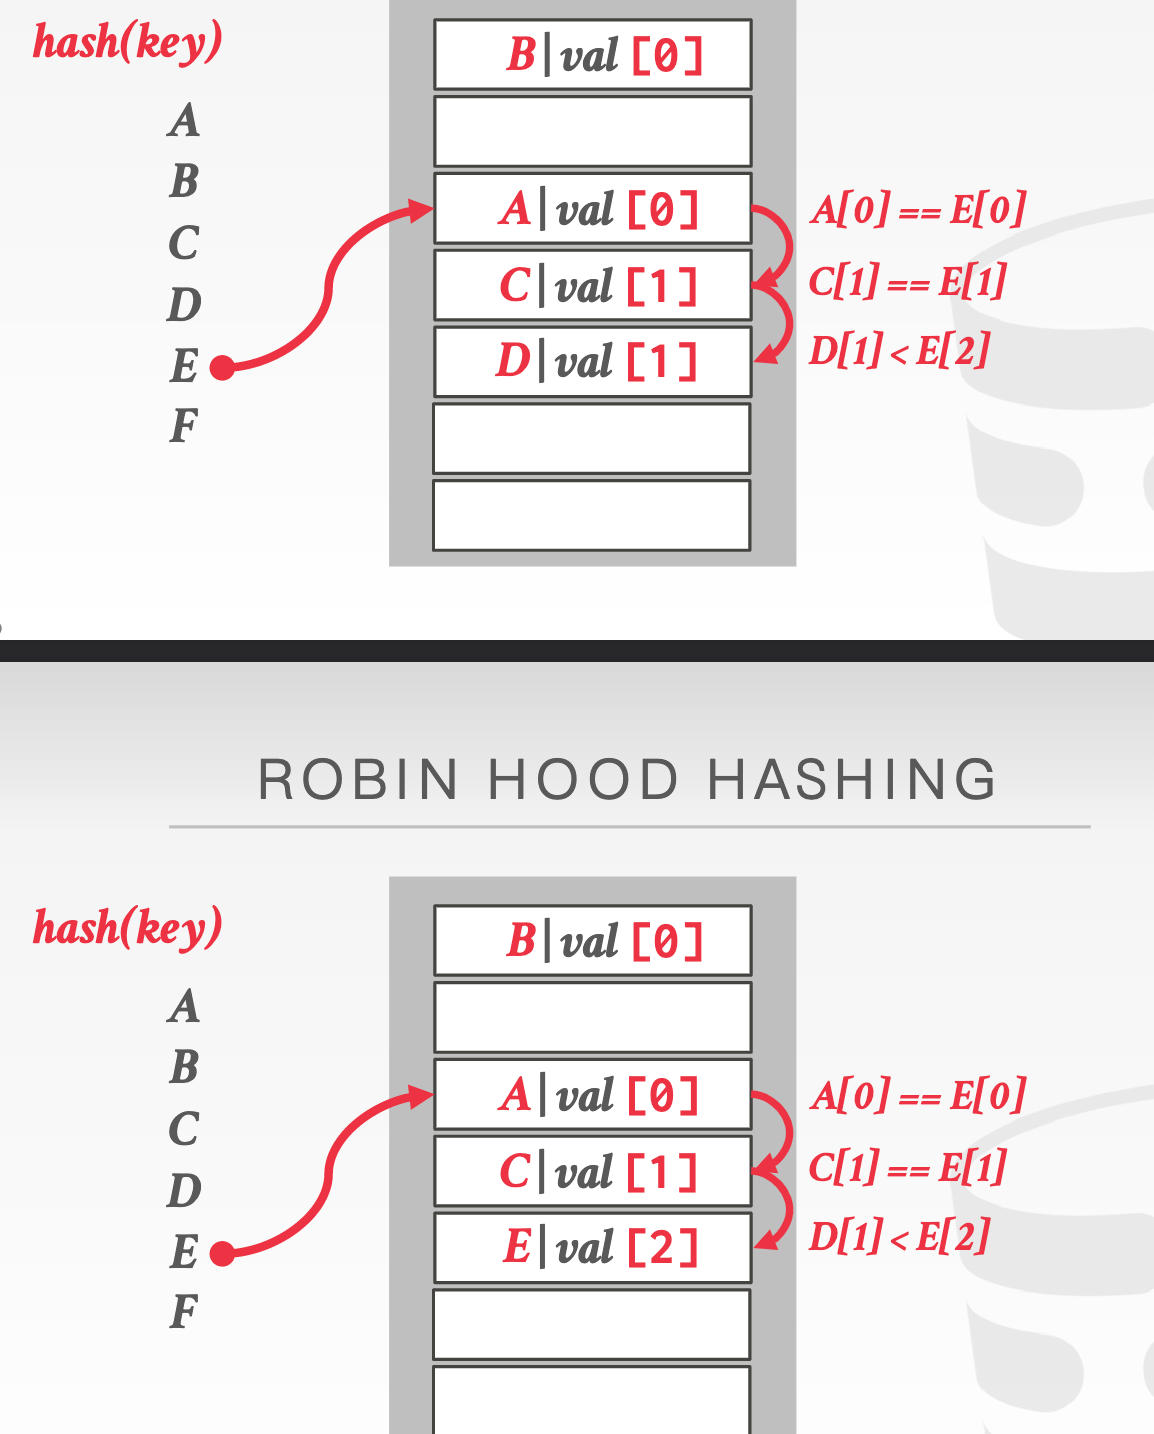 hash(key)
A
B
C
D
E
F
B|val [0]
A|val [0]
C|val [1]
D|val [1]
A[0] == E[0]
C[1] == E[1]
D[1] < E[2]
ROBIN HOOD HASHING
hash(key)
A
B
C
D
E
F
B|val [0]
A|val [0]
C|val [1]
E|val [2]
A[0] == E[0]
C[1] == E[1]
D[1] < E[2]